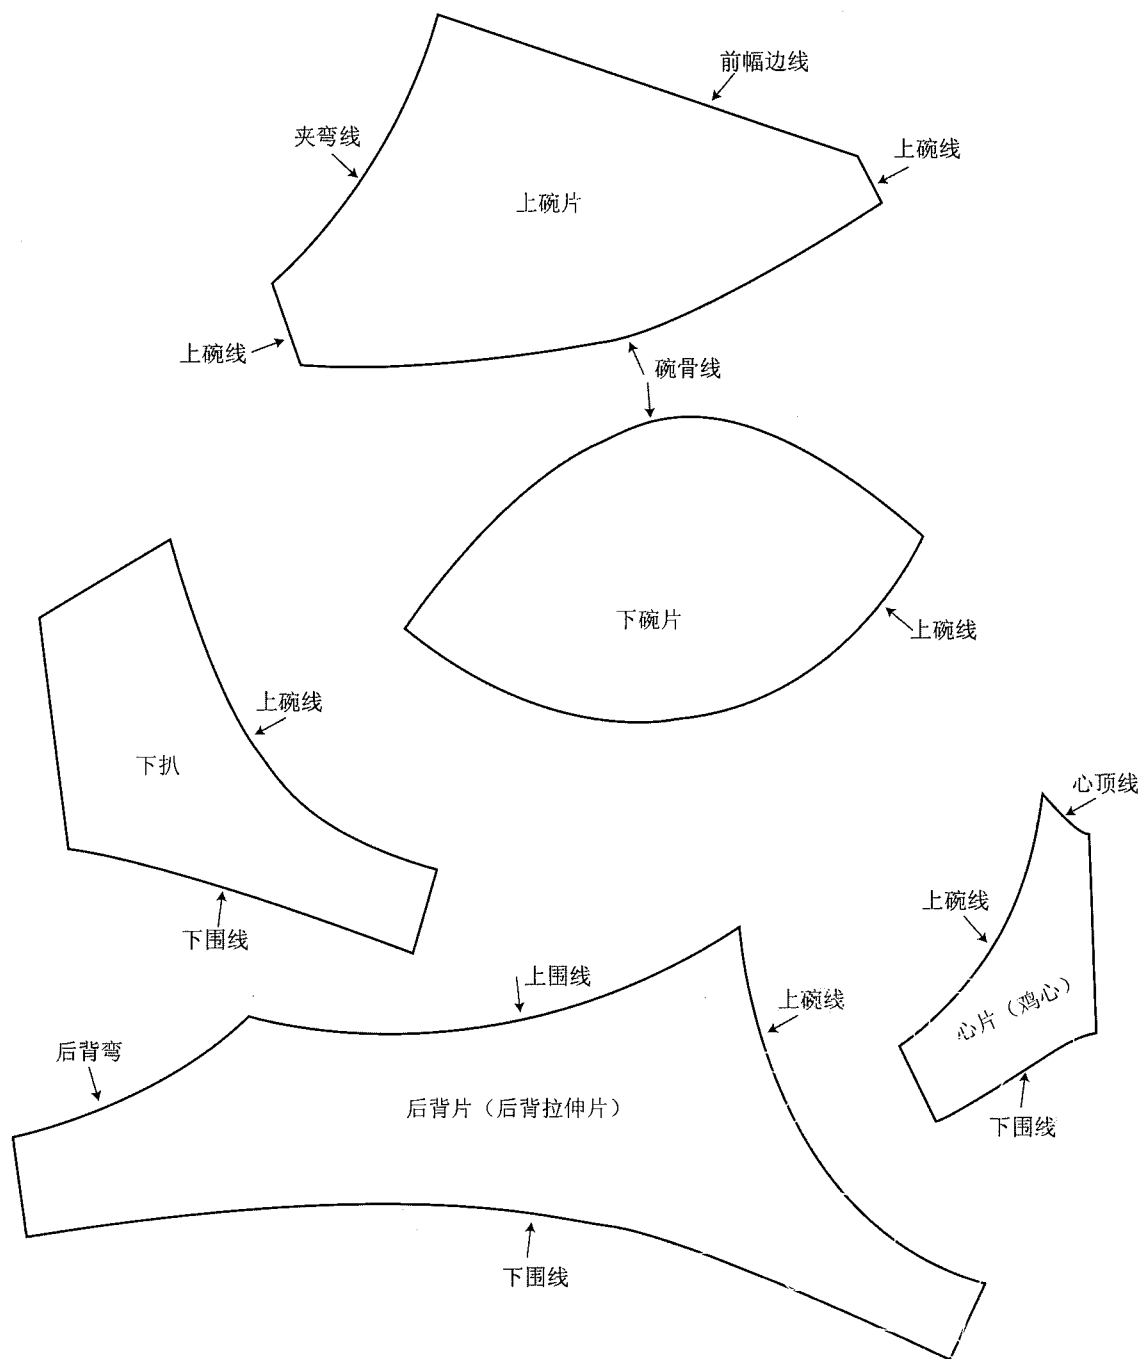 前幅边线
夹弯线
上碗线
上碗片
上碗线
碗骨线
下碗片
上碗线
上碗线
下扒
下围线
心顶线
上碗线
心片（鸡心）
下围线
上围线
上碗线
后背弯
后背片（后背拉伸片）
下围线